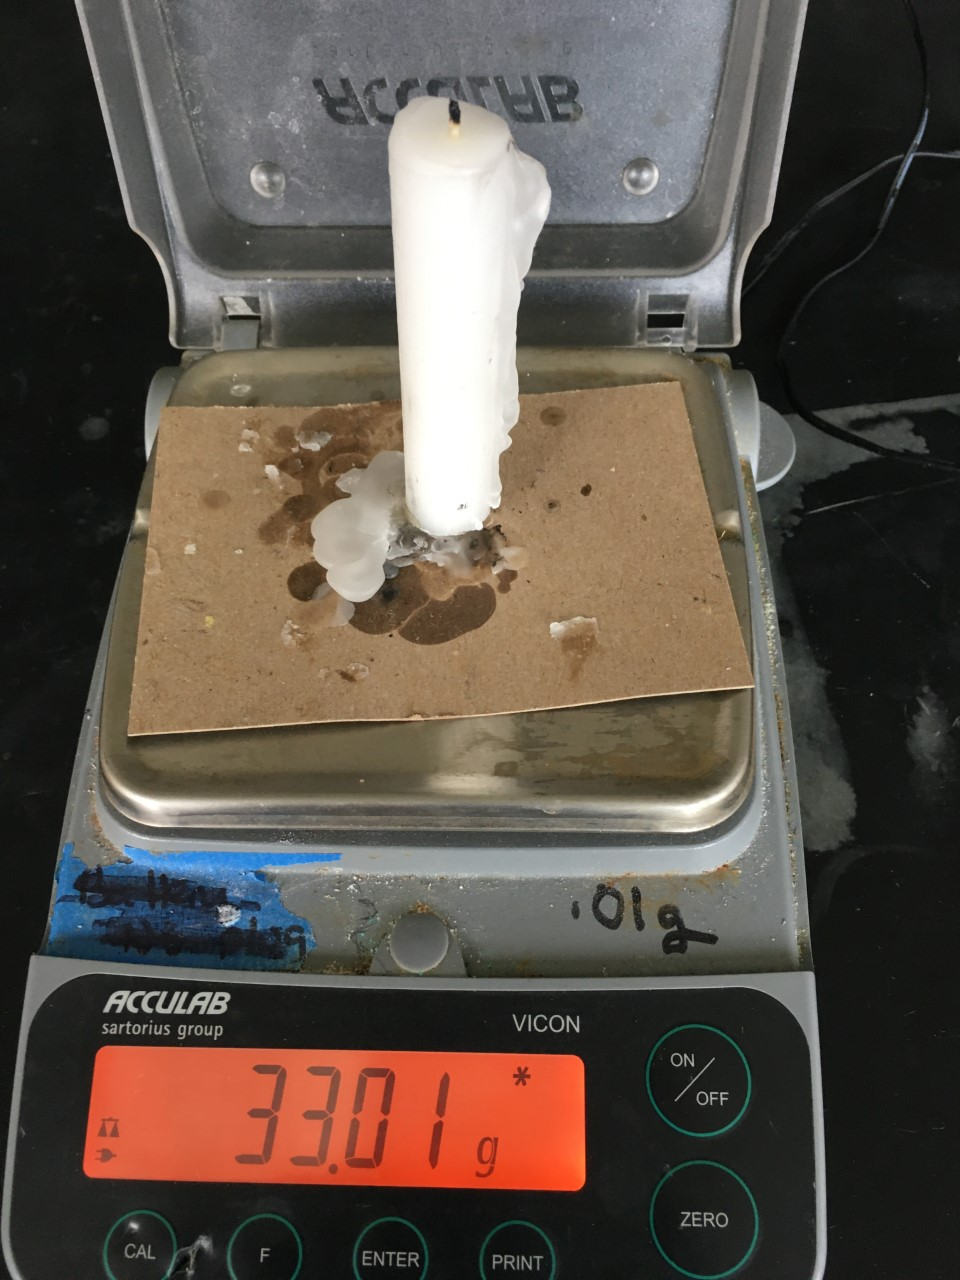 ACCULAB
.01g
ACCULAB
sartorius group
VICON
ON/OFF
33.01 g *
ZERO
CAL
F
ENTER
PRINT